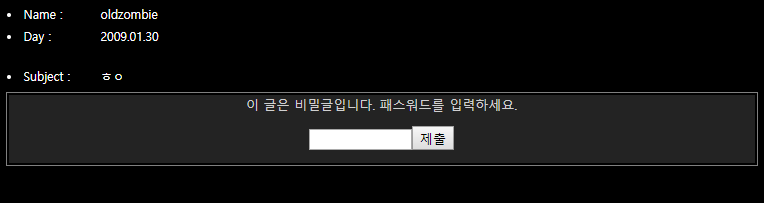 Name : oldzombie
Day : 2009.01.30
Subject : ㅎㅇ
이 글은 비밀글입니다. 패스워드를 입력하세요.
제출